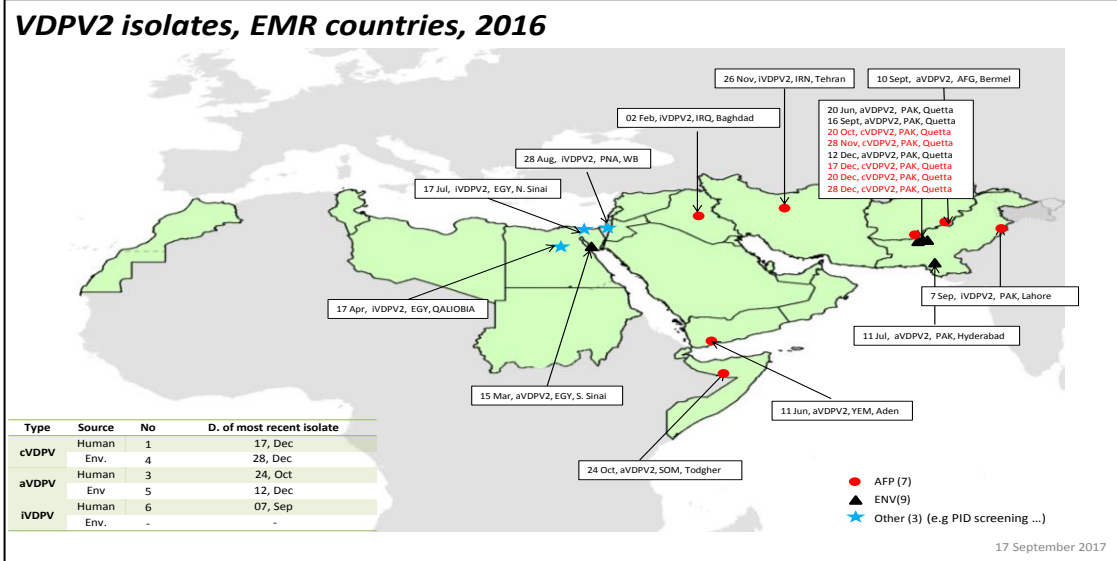 VDPV2 isolates, EMR countries, 2016
26 Nov, iVDPV2, IRN, Tehran
10 Sept, aVDPV2, AFG, Bermel
02 Feb, iVDPV2, IRQ, Baghdad
20 Jun, aVDPV2, PAK, Quetta
16 Sept, aVDPV2, PAK, Quetta
20 Oct, cVDPV2, PAK, Quetta
28 Nov, cVDPV2, PAK, Quetta
12 Dec, aVDPV2, PAK, Quetta
17 Dec, cVDPV2, PAK, Quetta
20 Dec, cVDPV2, PAK, Quetta
28 Dec, cVDPV2, PAK, Quetta
28 Aug, iVDPV2, PNA, WB
17 Jul, iVDPV2, EGY, N. Sinai
17 Apr, iVDPV2, EGY, QALIOBIA
7 Sep, iVDPV2, PAK, Lahore
11 Jul, aVDPV2, PAK, Hyderabad
15 Mar, aVDPV2, EGY, S. Sinai
11 Jun, aVDPV2, YEM, Aden
24 Oct, aVDPV2, SOM, Todgher
Type Source No D. of most recent isolate
cVDPV Human 1 17, Dec
Env. 4 28, Dec
aVDPV Human 3 24, Oct
Env 5 12, Dec
iVDPV Human 6 07, Sep
Env. - -
AFP (7)
ENV(9)
Other (3) (e.g PID screening ...)
17 September 2017